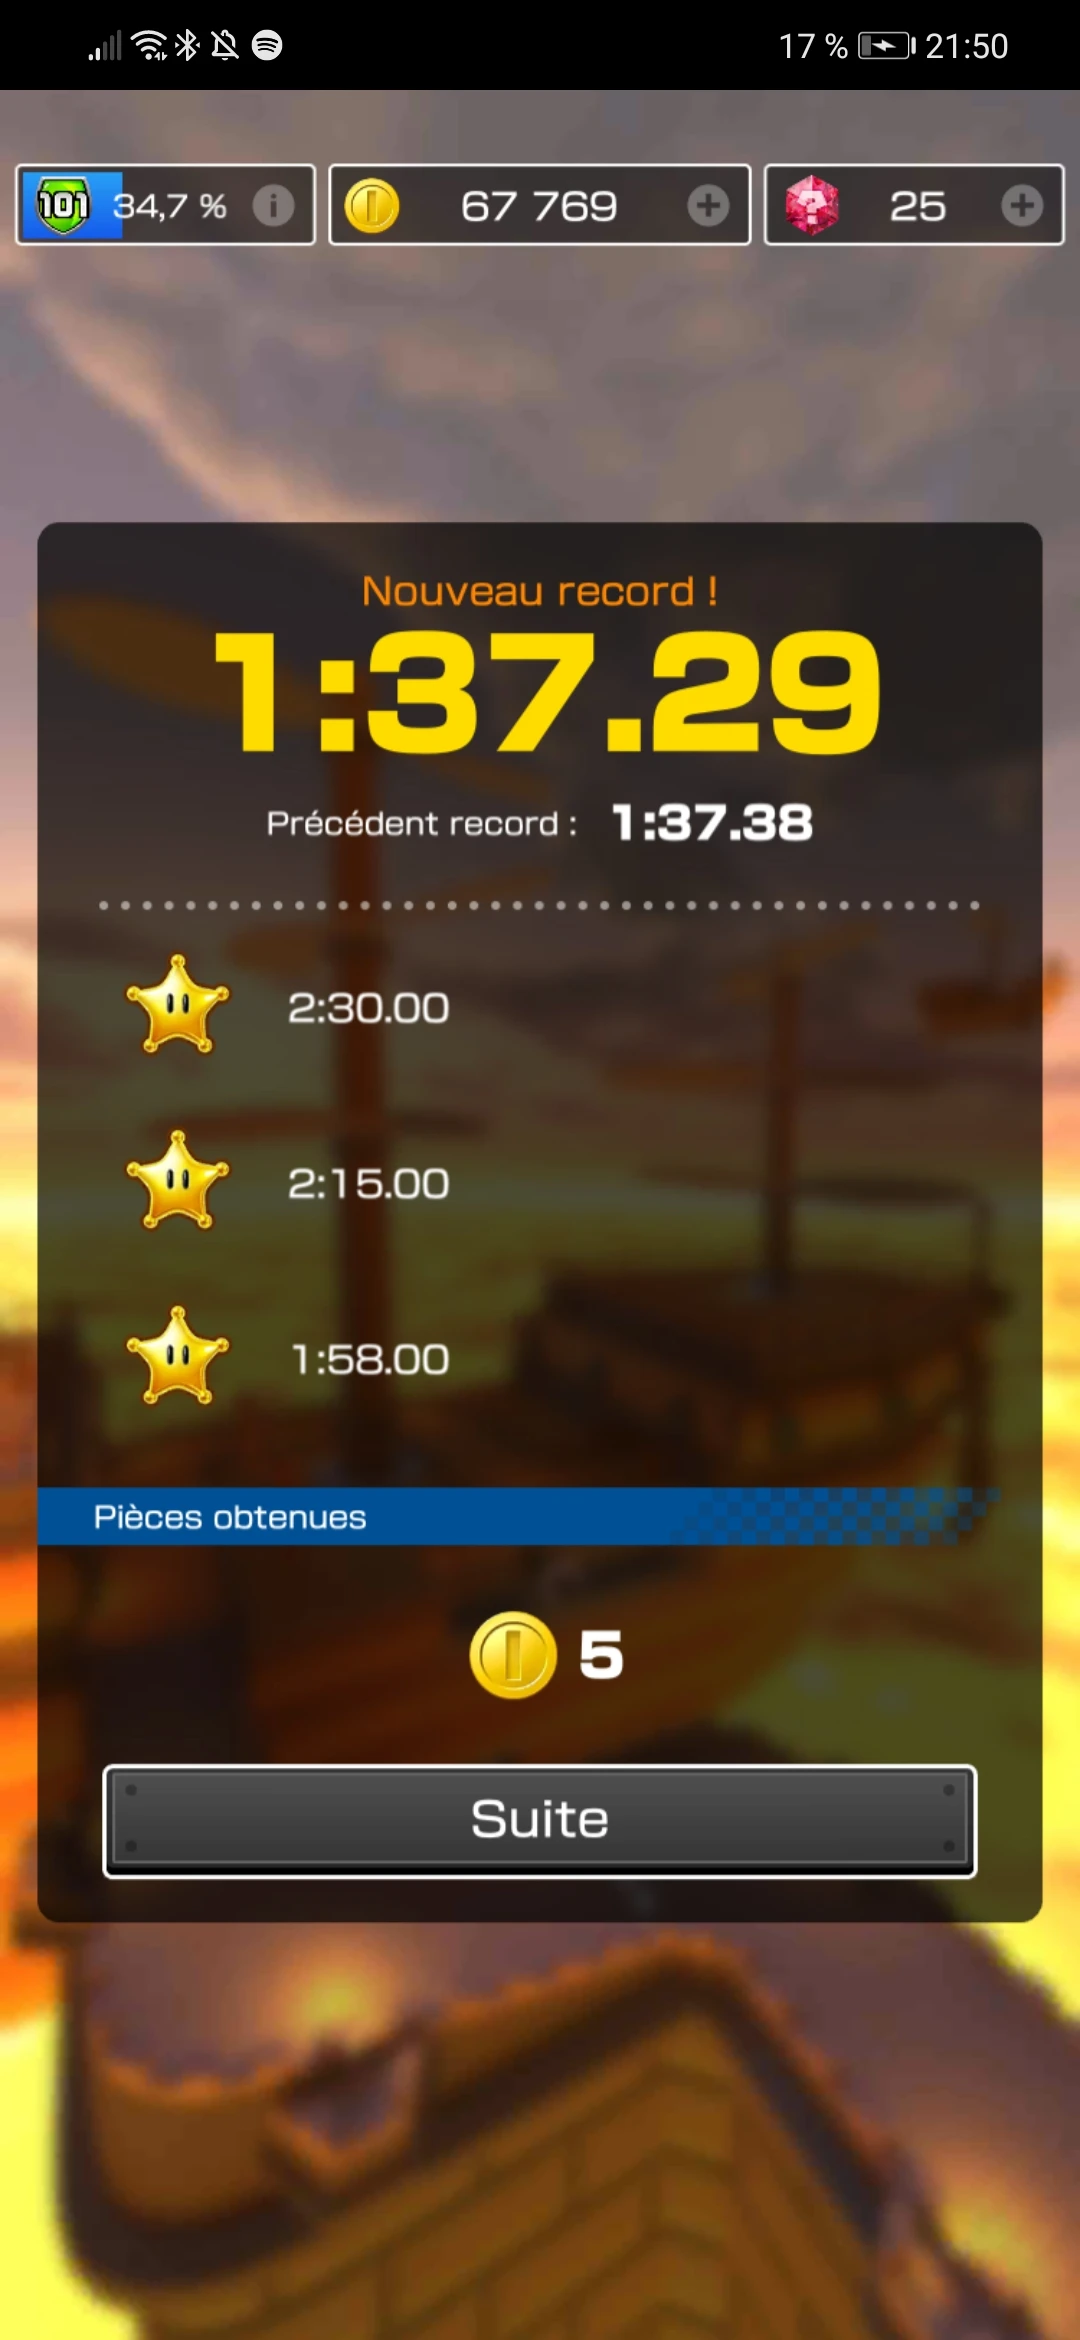 17 % 21:50
101 34,7 % i 67 769 + ? 25 +
Nouveau record !
1:37.29
Précédent record : 1:37.38
2:30.00
2:15.00
1:58.00
Pièces obtenues
5
Suite